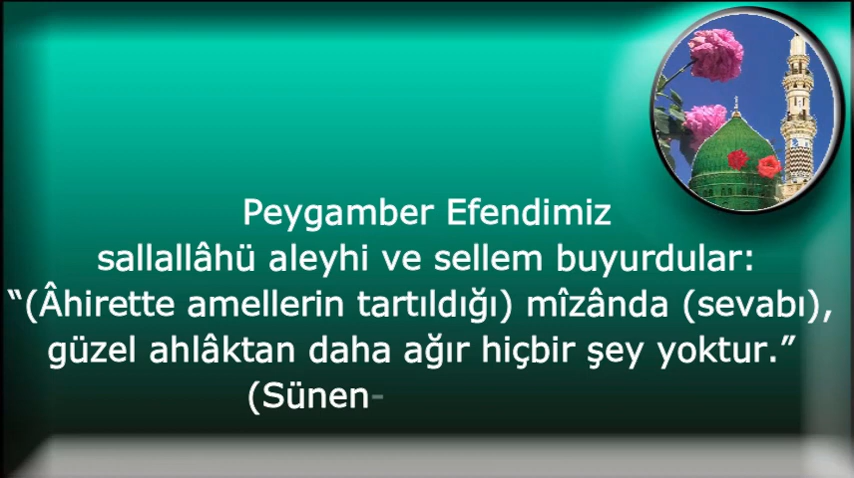 Peygamber Efendimiz
sallallâhü aleyhi ve sellem buyurdular:
“(Âhirette amellerin tartıldığı) mîzânda (sevabı),
güzel ahlâktan daha ağır hiçbir şey yoktur.”
(Sünen-